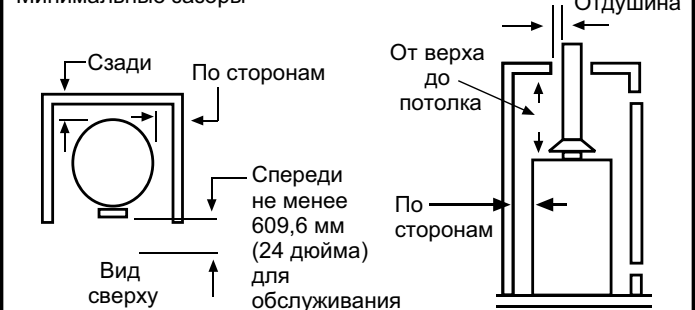 Минимальные зазоры
Отдушина
Сзади
По сторонам
От верха
до
потолка
Спереди
не менее
609,6 мм
(24 дюйма)
для
обслуживания
По
сторонам
Вид
сверху